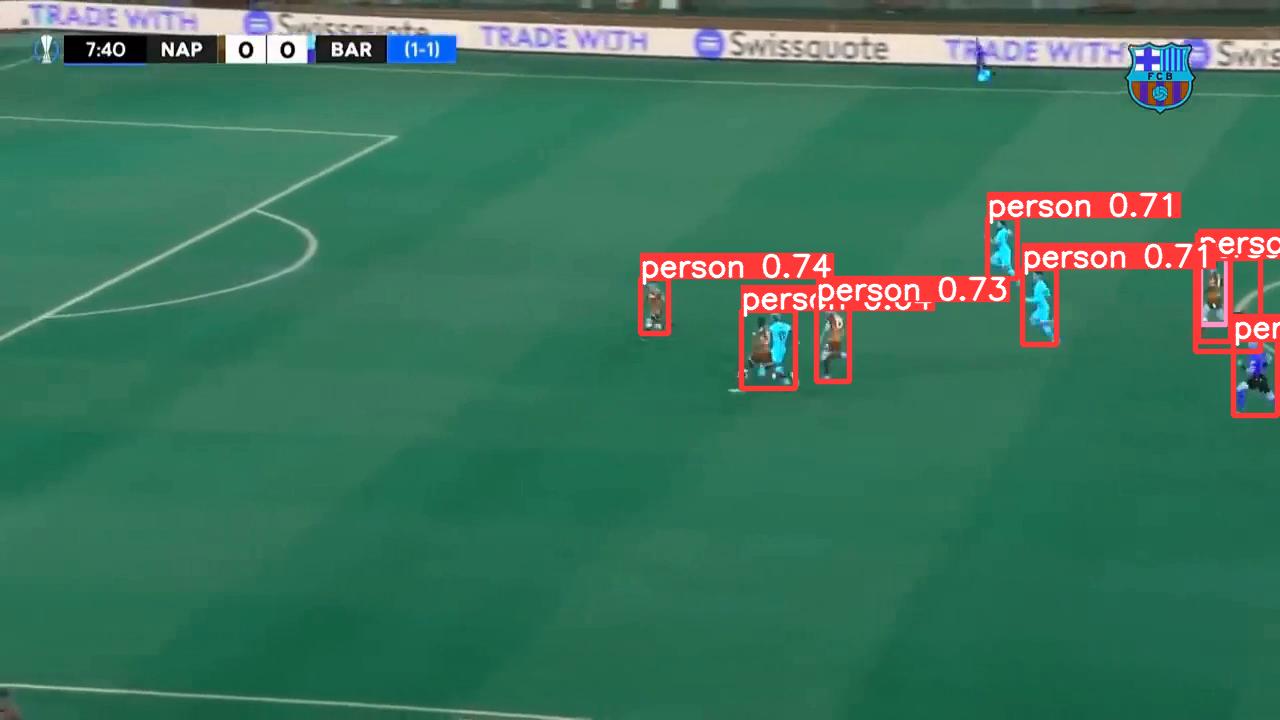 .TRADE WITH Swissquote TRADE WITH Swissquote TRADE WITH Swis
7:40 NAP 0 0 BAR (1-1)
FCB
person 0.71
person 0.71
person 0.74
person 0.73